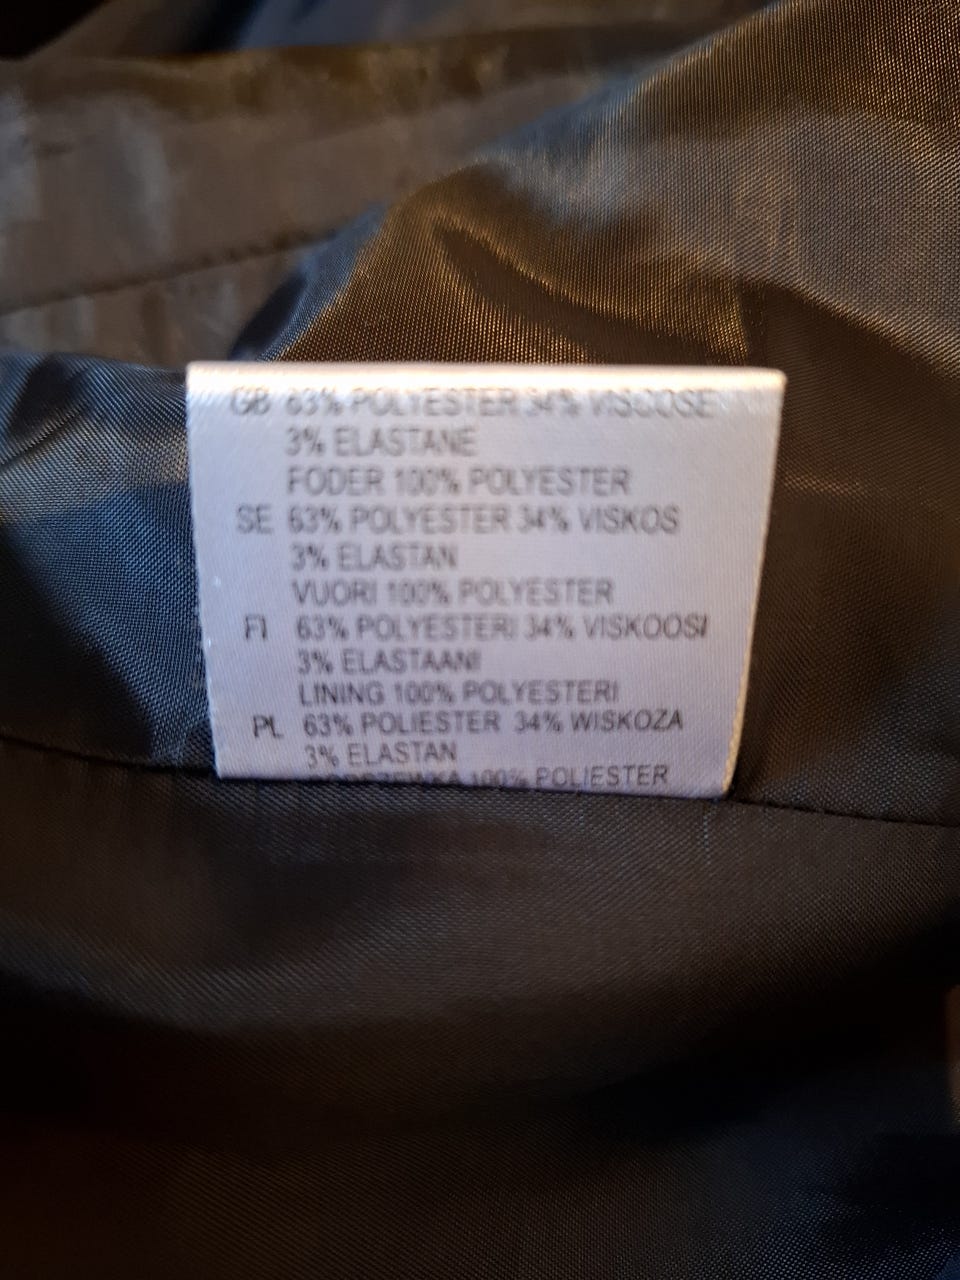 GB 63% POLYESTER 34% VISCOSE
3% ELASTANE
FODER 100% POLYESTER
SE 63% POLYESTER 34% VISKOS
3% ELASTAN
VUORI 100% POLYESTER
FI 63% POLYESTERI 34% VISKOOSI
3% ELASTAANI
LINING 100% POLYESTERI
PL 63% POLIESTER 34% WISKOZA
3% ELASTAN
PODSZEWKA 100% POLIESTER